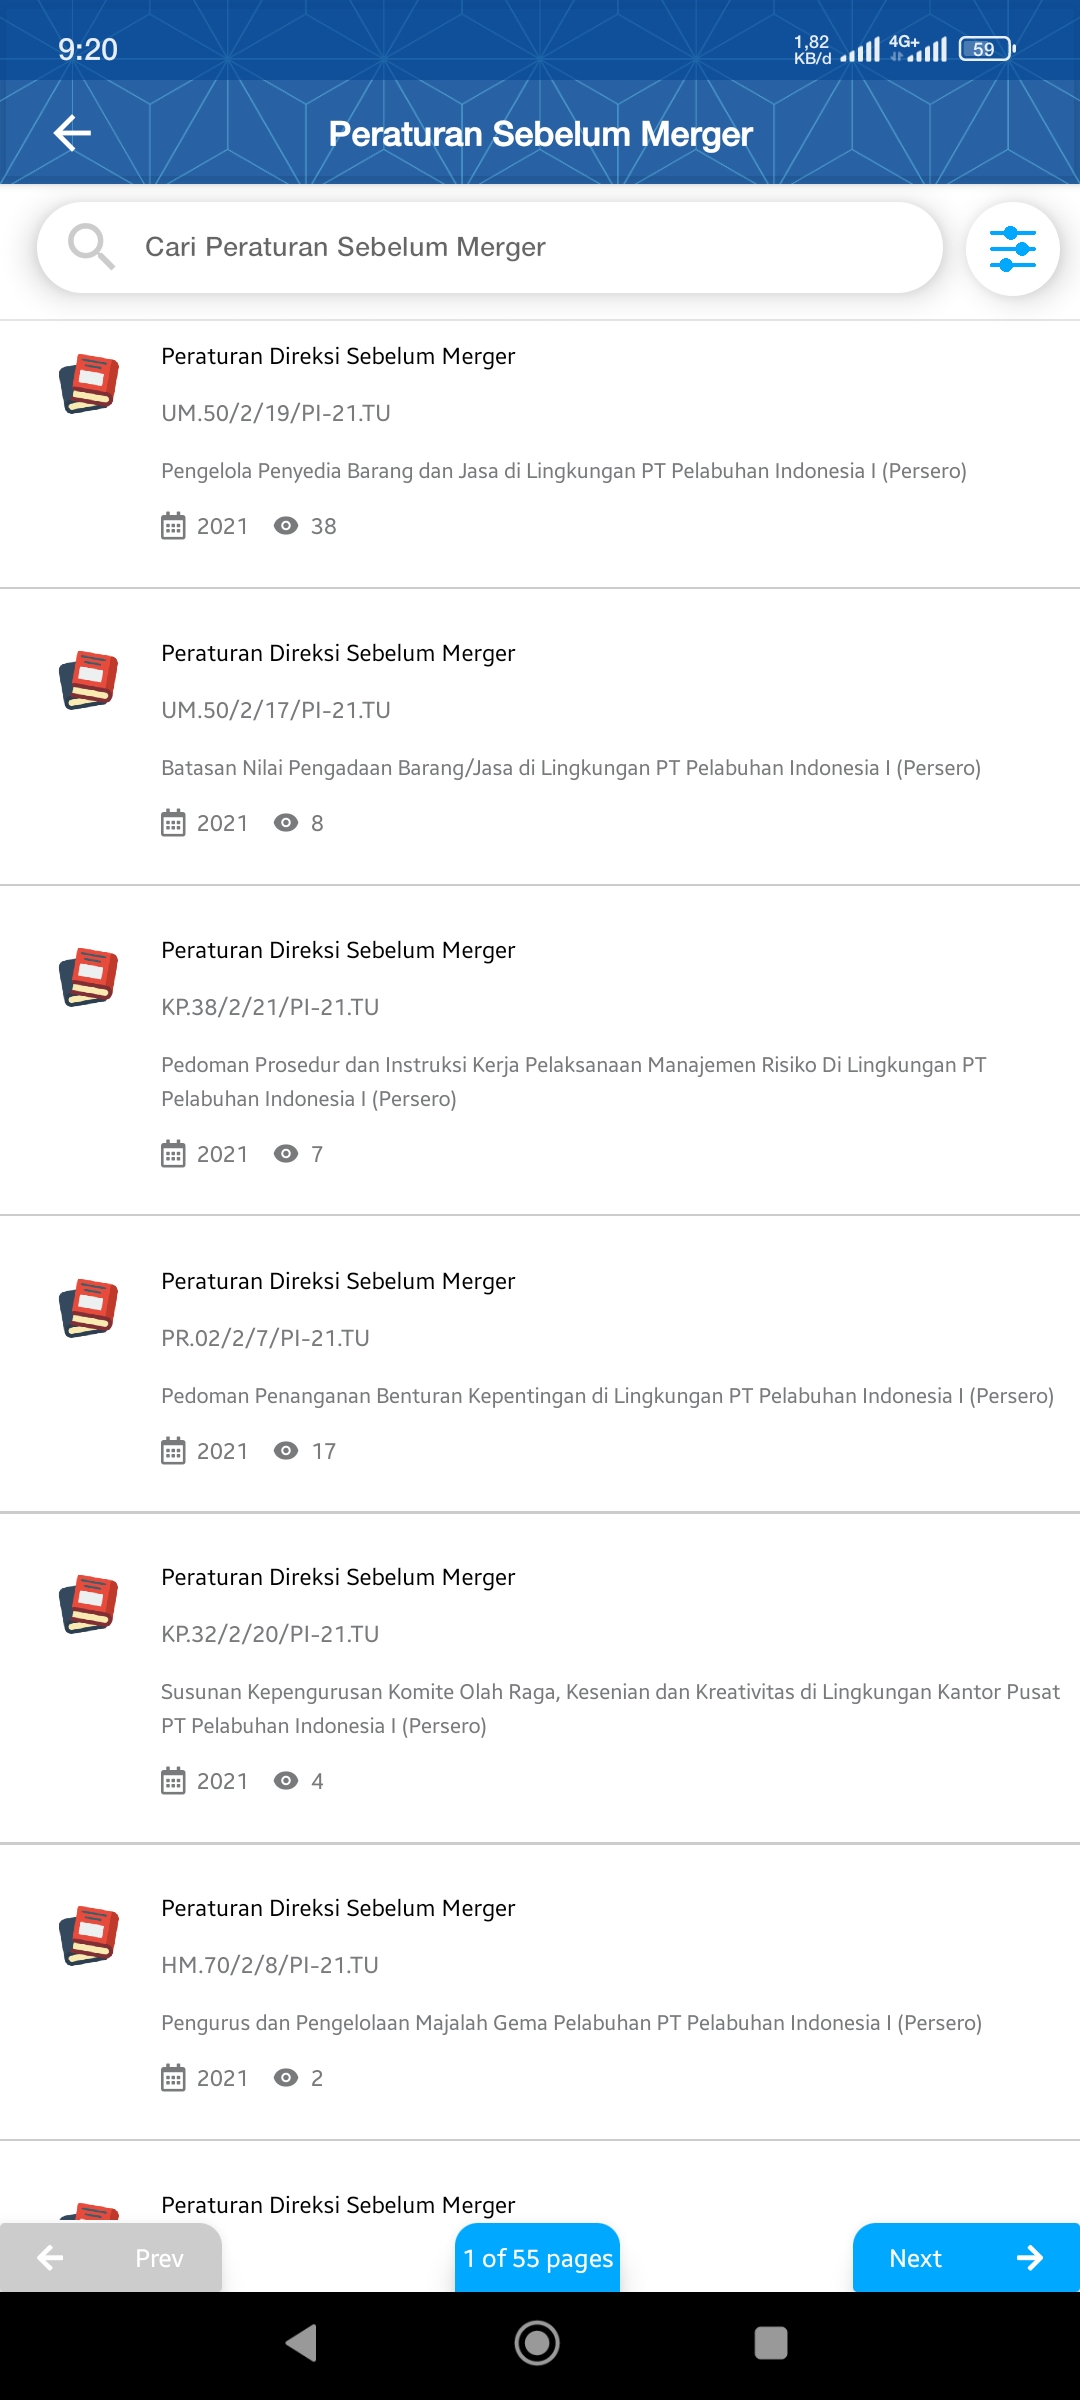 9:20
1,82
KB/d
4G+
59
Peraturan Sebelum Merger
Cari Peraturan Sebelum Merger
Peraturan Direksi Sebelum Merger
UM.50/2/19/PI-21.TU
Pengelola Penyedia Barang dan Jasa di Lingkungan PT Pelabuhan Indonesia I (Persero)
2021 38
Peraturan Direksi Sebelum Merger
UM.50/2/17/PI-21.TU
Batasan Nilai Pengadaan Barang/Jasa di Lingkungan PT Pelabuhan Indonesia I (Persero)
2021 8
Peraturan Direksi Sebelum Merger
KP.38/2/21/PI-21.TU
Pedoman Prosedur dan Instruksi Kerja Pelaksanaan Manajemen Risiko Di Lingkungan PT
Pelabuhan Indonesia I (Persero)
2021 7
Peraturan Direksi Sebelum Merger
PR.02/2/7/PI-21.TU
Pedoman Penanganan Benturan Kepentingan di Lingkungan PT Pelabuhan Indonesia I (Persero)
2021 17
Peraturan Direksi Sebelum Merger
KP.32/2/20/PI-21.TU
Susunan Kepengurusan Komite Olah Raga, Kesenian dan Kreativitas di Lingkungan Kantor Pusat
PT Pelabuhan Indonesia I (Persero)
2021 4
Peraturan Direksi Sebelum Merger
HM.70/2/8/PI-21.TU
Pengurus dan Pengelolaan Majalah Gema Pelabuhan PT Pelabuhan Indonesia I (Persero)
2021 2
Peraturan Direksi Sebelum Merger
Prev
1 of 55 pages
Next